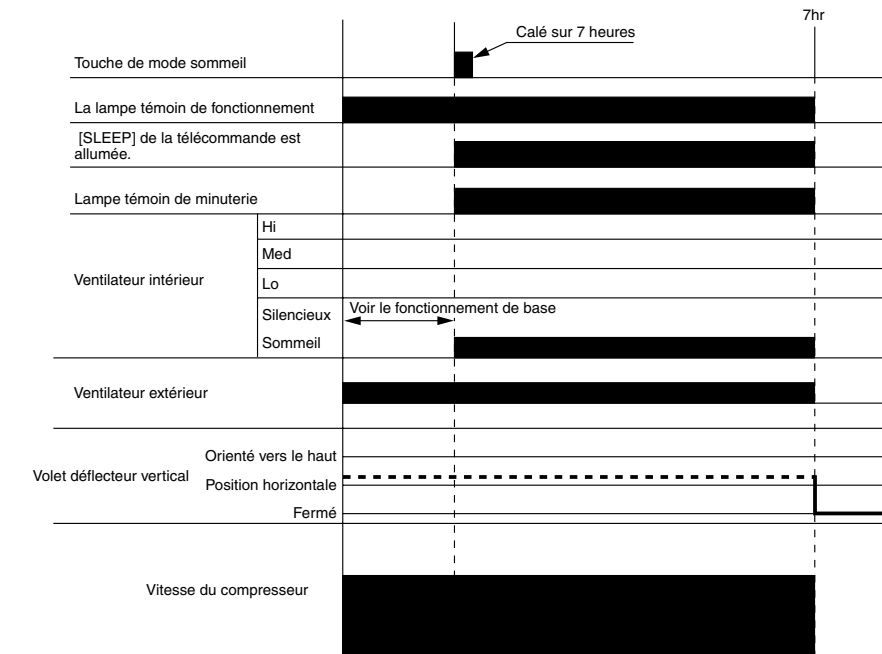 7hr
Calé sur 7 heures
Touche de mode sommeil
La lampe témoin de fonctionnement
[SLEEP] de la télécommande est
allumée.
Lampe témoin de minuterie
Hi
Med
Ventilateur intérieur
Lo
Voir le fonctionnement de base
Silencieux
Sommeil
Ventilateur extérieur
Orienté vers le haut
Volet déflecteur vertical
Position horizontale
Fermé
Vitesse du compresseur